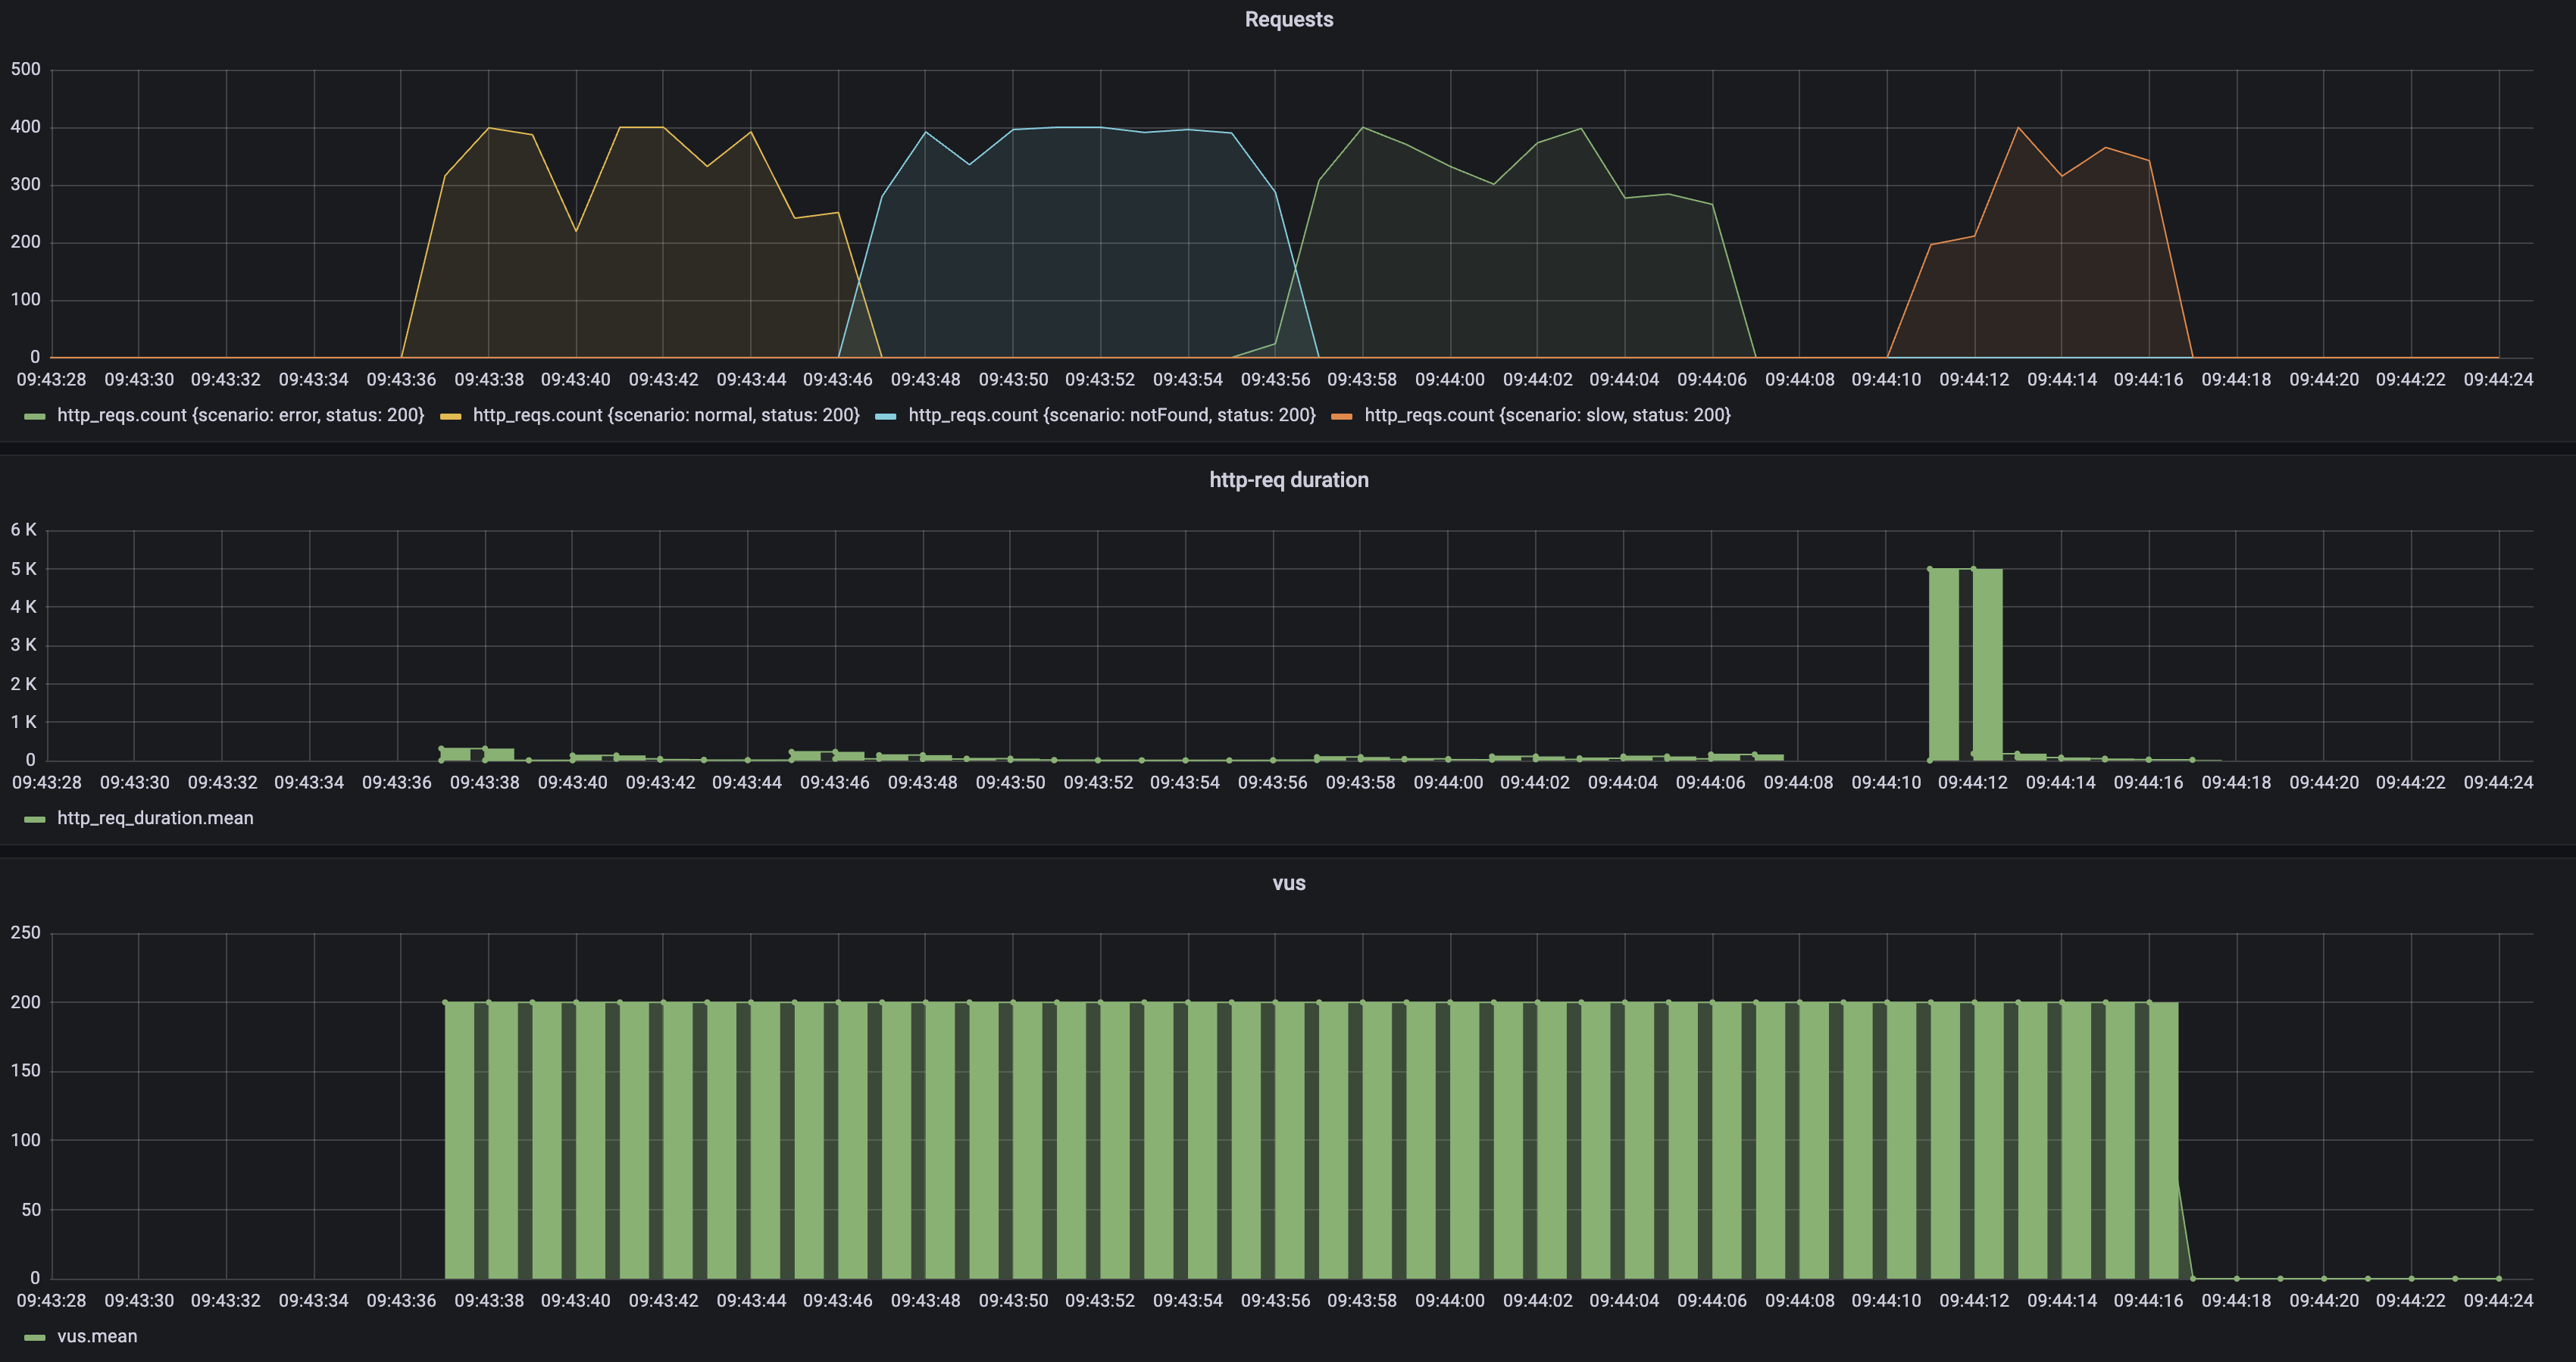 Requests
500
400
300
200
100
0
09:43:28 09:43:30 09:43:32 09:43:34 09:43:36 09:43:38 09:43:40 09:43:42 09:43:44 09:43:46 09:43:48 09:43:50 09:43:52 09:43:54 09:43:56 09:43:58 09:44:00 09:44:02 09:44:04 09:44:06 09:44:08 09:44:10 09:44:12 09:44:14 09:44:16 09:44:18 09:44:20 09:44:22 09:44:24
http_reqs.count {scenario: error, status: 200} http_reqs.count {scenario: normal, status: 200} http_reqs.count {scenario: notFound, status: 200} http_reqs.count {scenario: slow, status: 200}
http-req duration
6 K
5 K
4 K
3 K
2 K
1 K
0
09:43:28 09:43:30 09:43:32 09:43:34 09:43:36 09:43:38 09:43:40 09:43:42 09:43:44 09:43:46 09:43:48 09:43:50 09:43:52 09:43:54 09:43:56 09:43:58 09:44:00 09:44:02 09:44:04 09:44:06 09:44:08 09:44:10 09:44:12 09:44:14 09:44:16 09:44:18 09:44:20 09:44:22 09:44:24
http_req_duration.mean
vus
250
200
150
100
50
0
09:43:28 09:43:30 09:43:32 09:43:34 09:43:36 09:43:38 09:43:40 09:43:42 09:43:44 09:43:46 09:43:48 09:43:50 09:43:52 09:43:54 09:43:56 09:43:58 09:44:00 09:44:02 09:44:04 09:44:06 09:44:08 09:44:10 09:44:12 09:44:14 09:44:16 09:44:18 09:44:20 09:44:22 09:44:24
vus.mean